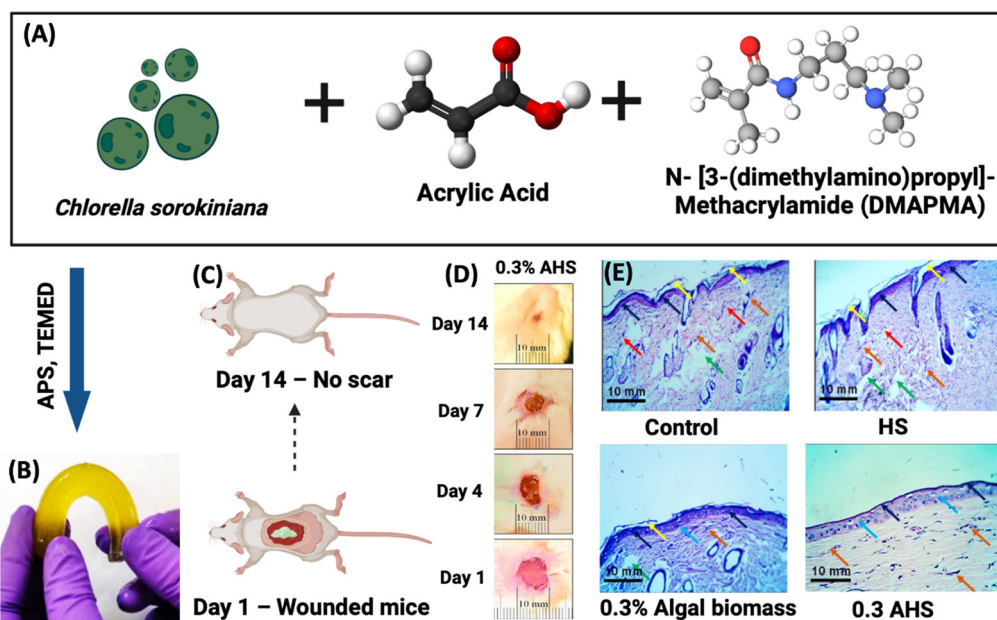 (A)
Chlorella sorokiniana
+
Acrylic Acid
+
N- [3-(dimethylamino)propyl]-
Methacrylamide (DMAPMA)
APS, TEMED
(B)
(C)
Day 14 – No scar
Day 1 – Wounded mice
(D)
0.3% AHS
Day 14
10 mm
Day 7
10 mm
Day 4
10 mm
Day 1
10 mm
(E)
10 mm
Control
10 mm
HS
10 mm
0.3% Algal biomass
10 mm
0.3 AHS